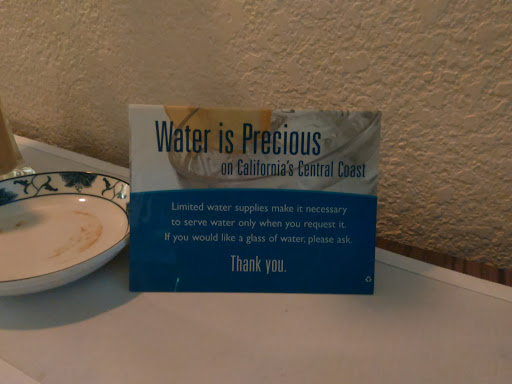 Water is Precious
on California's Central Coast
Limited water supplies make it necessary
to serve water only when you request it.
If you would like a glass of water, please ask.
Thank you.